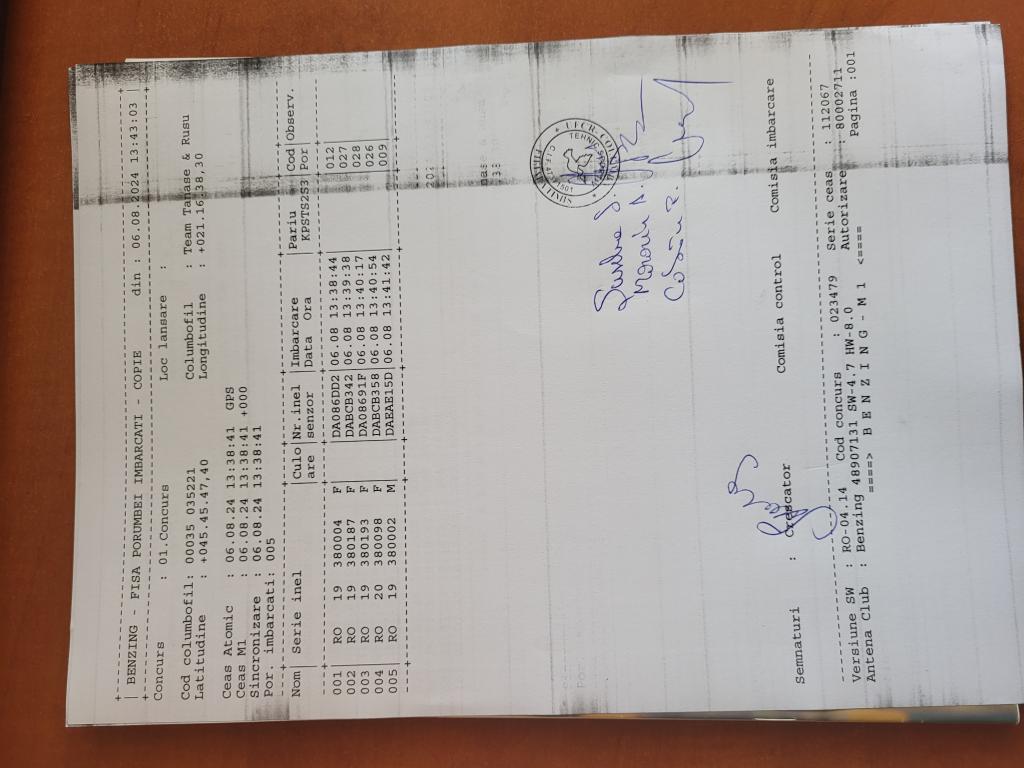 BENZING - FISA PORUMBEI IMBARCATI - COPIE din : 06.08.2024 13:43:03
Concurs : 01.Concurs Loc lansare :
Cod columbofil: 00035 035221 Columbofil : Team Tanase & Rusu
Latitudine : +045.45.47,40 Longitudine : +021.16.38,30
Ceas Atomic : 06.08.24 13:38:41 GPS
Ceas M1 : 06.08.24 13:38:41 +000
Sincronizare : 06.08.24 13:38:41
Por. imbarcati: 005
Nom | Serie inel | Culo | Nr.inel | Imbarcare | Pariu | Cod | Observ.
are | senzor | Data Ora | KPSTS2S3 | Por
001 | RO 19 380004 F | DA086DD2 | 06.08 13:38:44 | 012
002 | RO 19 380187 F | DABCB342 | 06.08 13:39:38 | 027
003 | RO 19 380193 F | DA08691F | 06.08 13:40:17 | 028
004 | RO 20 380098 F | DABCB358 | 06.08 13:40:54 | 026
005 | RO 19 380002 M | DAEAE15D | 06.08 13:41:42 | 009
Semnaturi : Crescator Comisia control Comisia imbarcare
Versiune SW : RO-04.14 Cod concurs : 023479 Serie ceas : 112067
Antena Club : Benzing 48907131 SW-4.7 HW-8.0 Autorizare : 80002711
====> B E N Z I N G - M 1 <==== Pagina :001